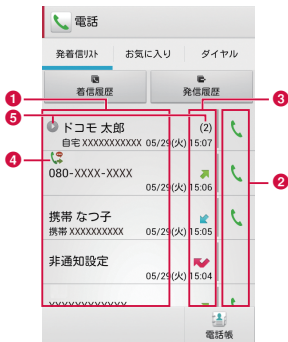 電話
発着信リスト お気に入り ダイヤル
着信履歴 発信履歴
1 3
5
ドコモ 太郎 (2)
自宅 XXXXXXXXXXX 05/29(火) 15:07
4
080-XXXX-XXXX
2
05/29(火) 15:06
携帯 なつ子
携帯 XXXXXXXXXX 05/29(火) 15:05
非通知設定
05/29(火) 15:04
XXXXXXXXXXXX
電話帳